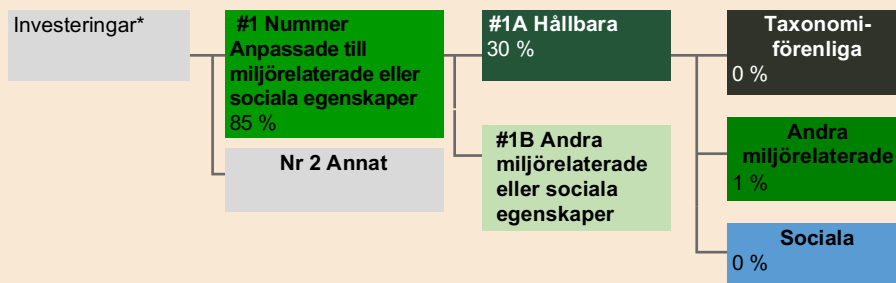 Investeringar*
#1 Nummer
Anpassade till
miljörelaterade eller
sociala egenskaper
85 %
Nr 2 Annat
#1A Hållbara
30 %
#1B Andra
miljörelaterade
eller sociala
egenskaper
Taxonomi-
förenliga
0 %
Andra
miljörelaterade
1 %
Sociala
0 %